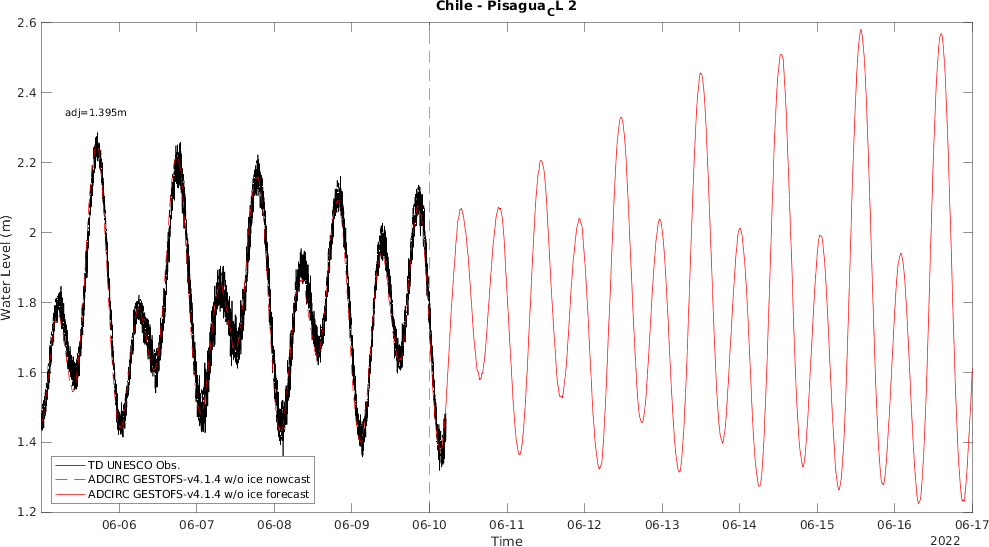 Chile - PisaguaCL 2
2.6
2.4
2.2
2
1.8
1.6
1.4
1.2
Water Level (m)
adj=1.395m
TD UNESCO Obs.
ADCIRC GESTOFS-v4.1.4 w/o ice nowcast
ADCIRC GESTOFS-v4.1.4 w/o ice forecast
06-06 06-07 06-08 06-09 06-10 06-11 06-12 06-13 06-14 06-15 06-16 06-17
Time
2022